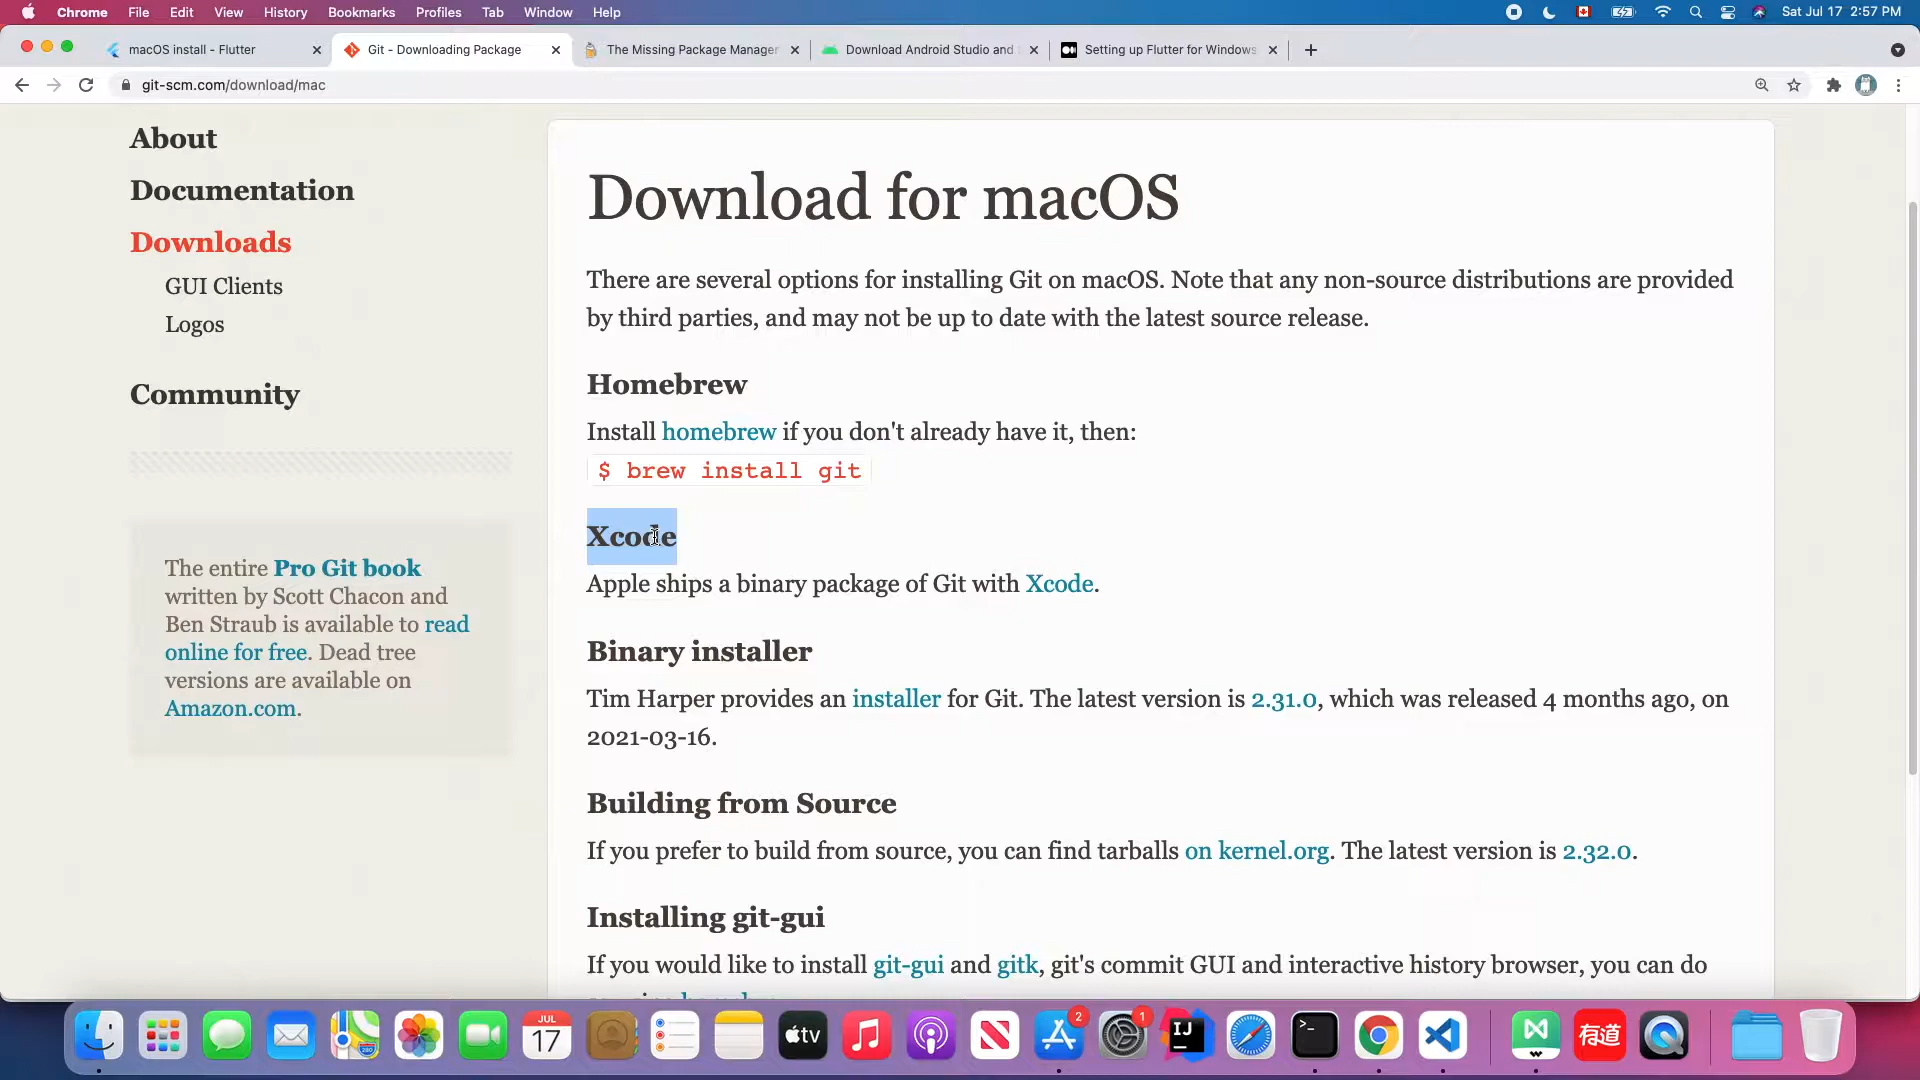 Chrome File Edit View History Bookmarks Profiles Tab Window Help Sat Jul 17 2:57 PM
macOS install - Flutter Git - Downloading Package The Missing Package Manager Download Android Studio and Setting up Flutter for Windows
git-scm.com/download/mac
About
Documentation
Downloads
GUI Clients
Logos
Community
The entire Pro Git book
written by Scott Chacon and
Ben Straub is available to read
online for free. Dead tree
versions are available on
Amazon.com.
Download for macOS
There are several options for installing Git on macOS. Note that any non-source distributions are provided
by third parties, and may not be up to date with the latest source release.
Homebrew
Install homebrew if you don't already have it, then:
$ brew install git
Xcode
Apple ships a binary package of Git with Xcode.
Binary installer
Tim Harper provides an installer for Git. The latest version is 2.31.0, which was released 4 months ago, on
2021-03-16.
Building from Source
If you prefer to build from source, you can find tarballs on kernel.org. The latest version is 2.32.0.
Installing git-gui
If you would like to install git-gui and gitk, git's commit GUI and interactive history browser, you can do
JUL
17
tv
2
1
IJ
有道